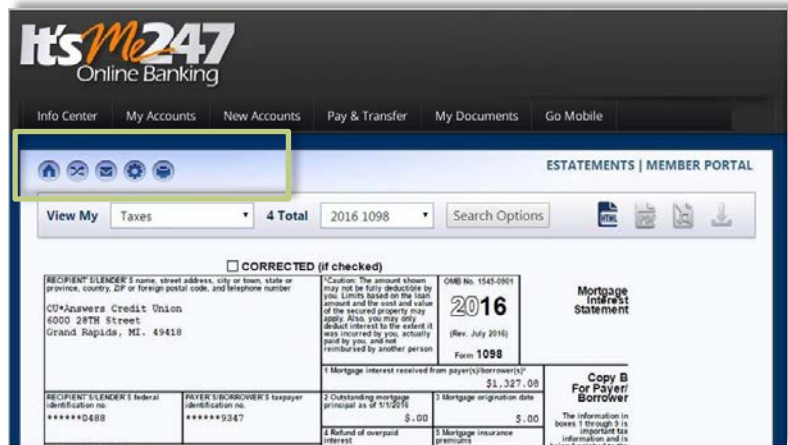 It's Me 247
Online Banking
Info Center My Accounts New Accounts Pay & Transfer My Documents Go Mobile
ESTATEMENTS | MEMBER PORTAL
View My Taxes 4 Total 2016 1098 Search Options HTML PDF
CORRECTED (if checked)
RECIPIENT'S/LENDER'S name, street address, city or town, state or
province, country, ZIP or foreign postal code, and telephone number
CU*Answers Credit Union
6000 28TH Street
Grand Rapids, MI. 49418
*Caution: The amount shown
may not be fully deductible by
you. Limits based on the loan
amount and the cost and value
of the secured property may
apply. Also, you may only
deduct interest to the extent it
was incurred by you, actually
paid by you, and not
reimbursed by another person
OMB No. 1545-0901
2016
(Rev. July 2016)
Form 1098
Mortgage
Interest
Statement
1 Mortgage interest received from payer(s)/borrower(s)*
$1,327.08
Copy B
For Payer/
Borrower
RECIPIENT'S/LENDER'S federal
identification no.
******0488
PAYER'S/BORROWER'S taxpayer
identification no.
******9347
2 Outstanding mortgage
principal as of 1/1/2016
$.00
3 Mortgage origination date
$.00
The information in
boxes 1 through 9 is
important tax
information and is
4 Refund of overpaid
interest
5 Mortgage insurance
premiums